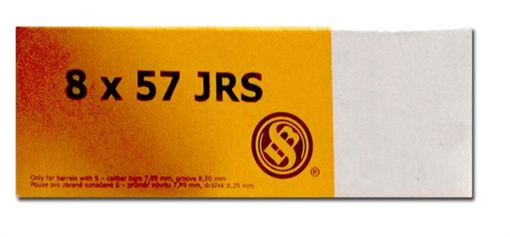 8 x 57 JRS
Only for barrels with S – caliber bore 7,89 mm, groove 8,20 mm
Pouze pro zbraně označené S – průměr vývrtu 7,89 mm, drážek 8,20 mm
®